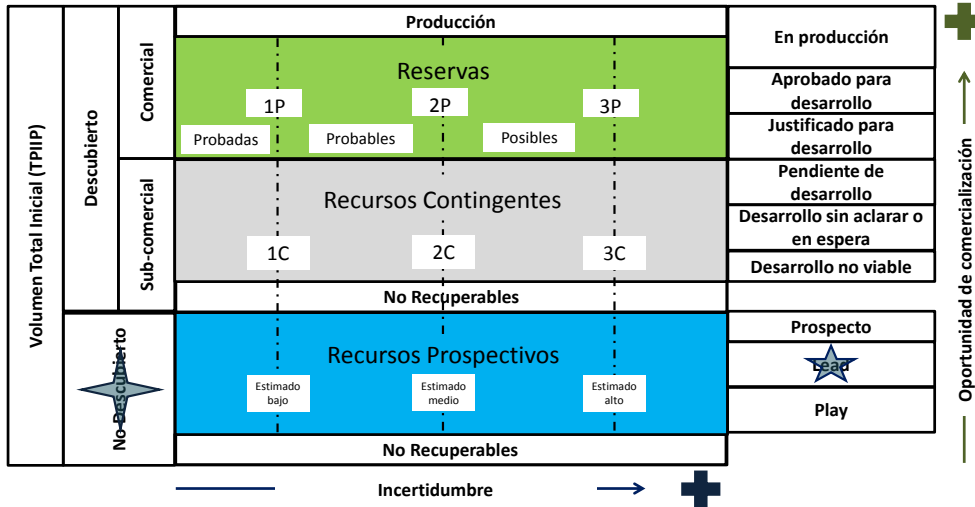 Volumen Total Inicial (TPIIP)
Descubierto
Comercial
Producción
Reservas
1P
2P
3P
Probadas
Probables
Posibles
En producción
Aprobado para
desarrollo
Justificado para
desarrollo
Sub-comercial
Recursos Contingentes
1C
2C
3C
No Recuperables
Pendiente de
desarrollo
Desarrollo sin aclarar o
en espera
Desarrollo no viable
No Descubierto
Recursos Prospectivos
Estimado
bajo
Estimado
medio
Estimado
alto
No Recuperables
Prospecto
Lead
Play
Oportunidad de comercialización
Incertidumbre